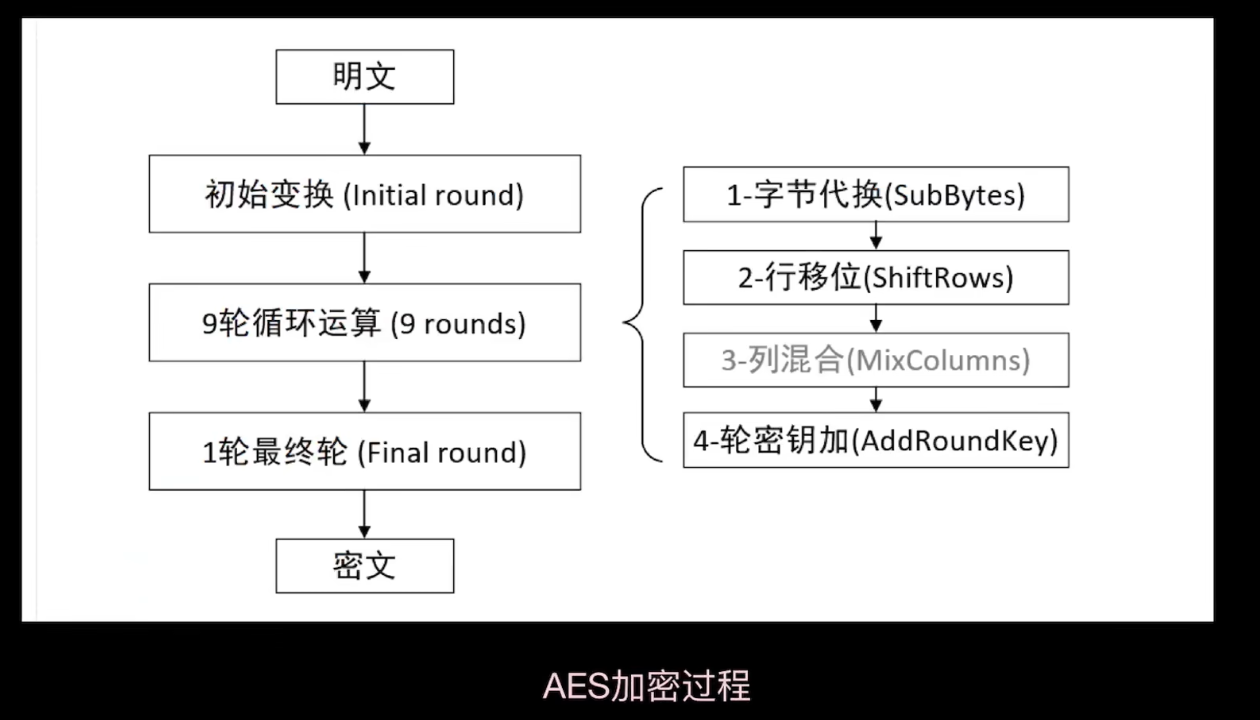 明文
初始变换 (Initial round)
9轮循环运算 (9 rounds)
1轮最终轮 (Final round)
密文
1-字节代换(SubBytes)
2-行移位(ShiftRows)
3-列混合(MixColumns)
4-轮密钥加(AddRoundKey)
AES加密过程